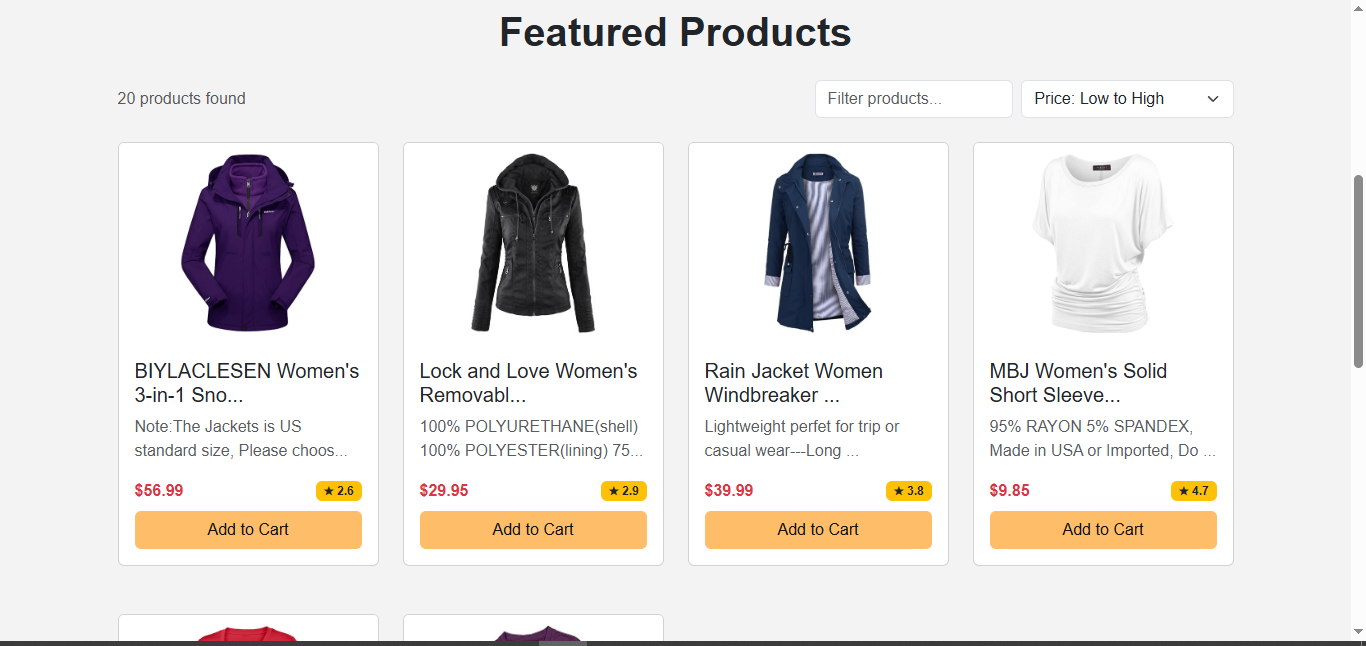 Featured Products
20 products found
Filter products...
Price: Low to High
BIYLACLESEN Women's
3-in-1 Sno...
Note:The Jackets is US
standard size, Please choos...
$56.99
★ 2.6
Add to Cart
Lock and Love Women's
Removabl...
100% POLYURETHANE(shell)
100% POLYESTER(lining) 75...
$29.95
★ 2.9
Add to Cart
Rain Jacket Women
Windbreaker ...
Lightweight perfet for trip or
casual wear---Long ...
$39.99
★ 3.8
Add to Cart
MBJ Women's Solid
Short Sleeve...
95% RAYON 5% SPANDEX,
Made in USA or Imported, Do ...
$9.85
★ 4.7
Add to Cart